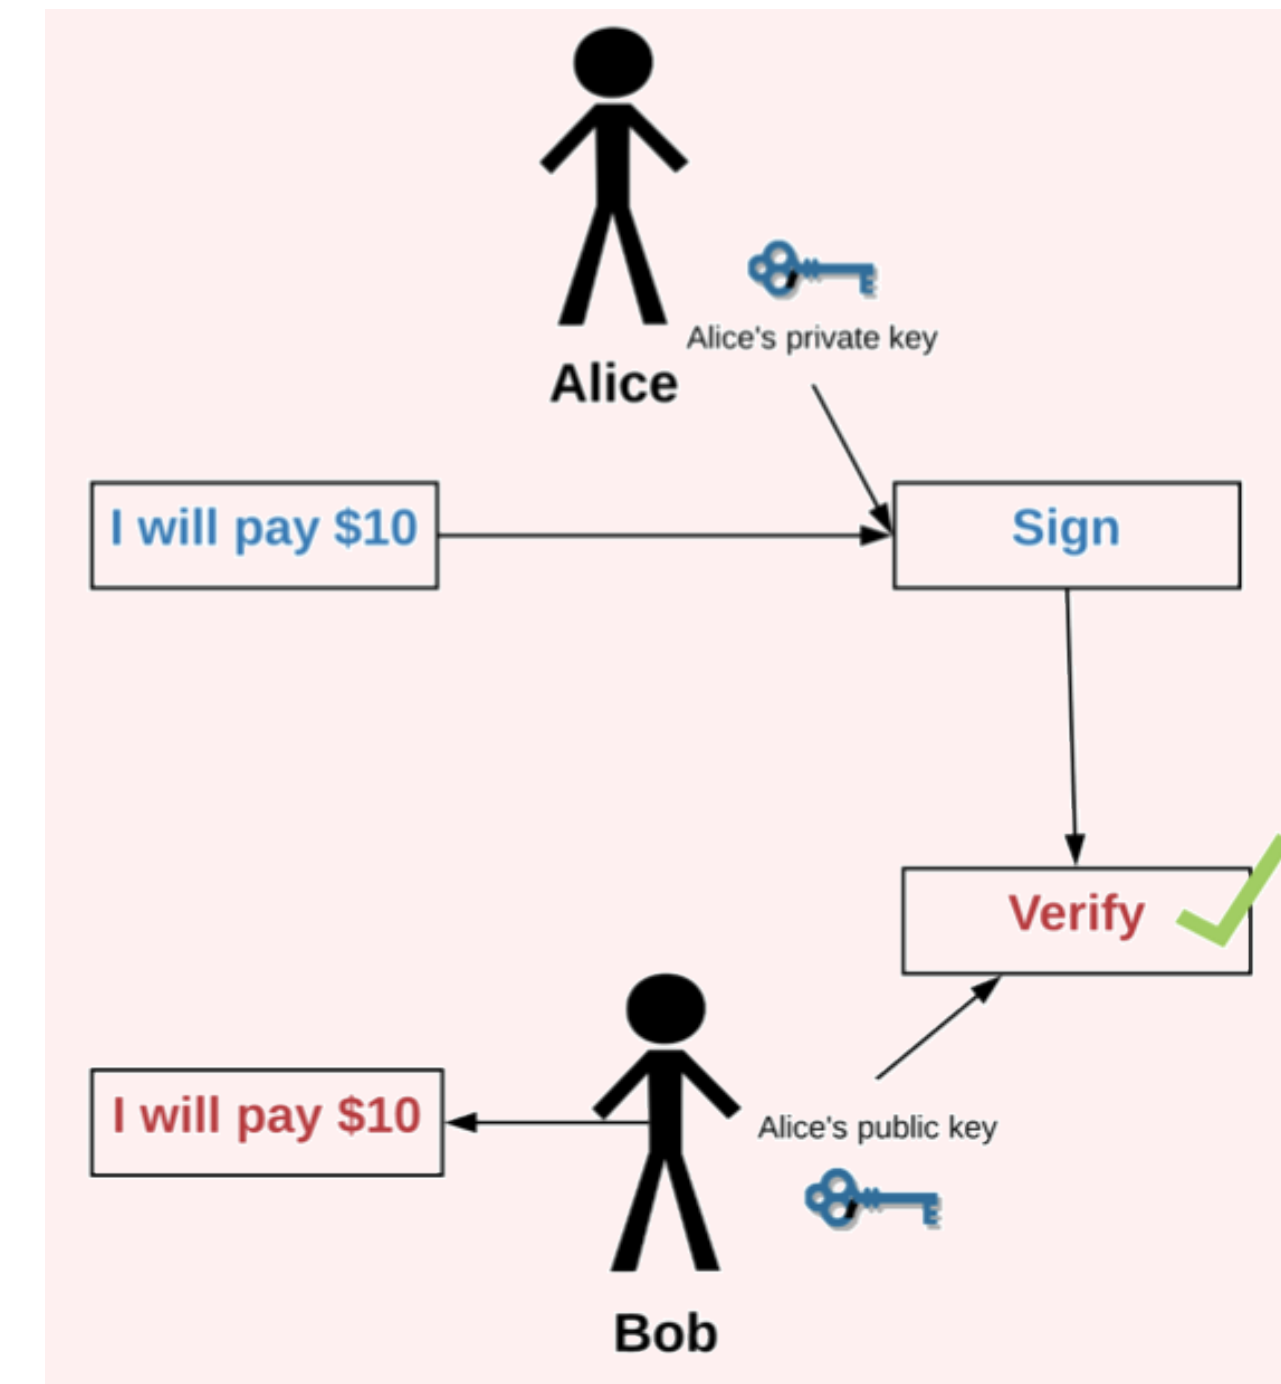 Alice's private key
Alice
I will pay $10
Sign
Verify
I will pay $10
Alice's public key
Bob